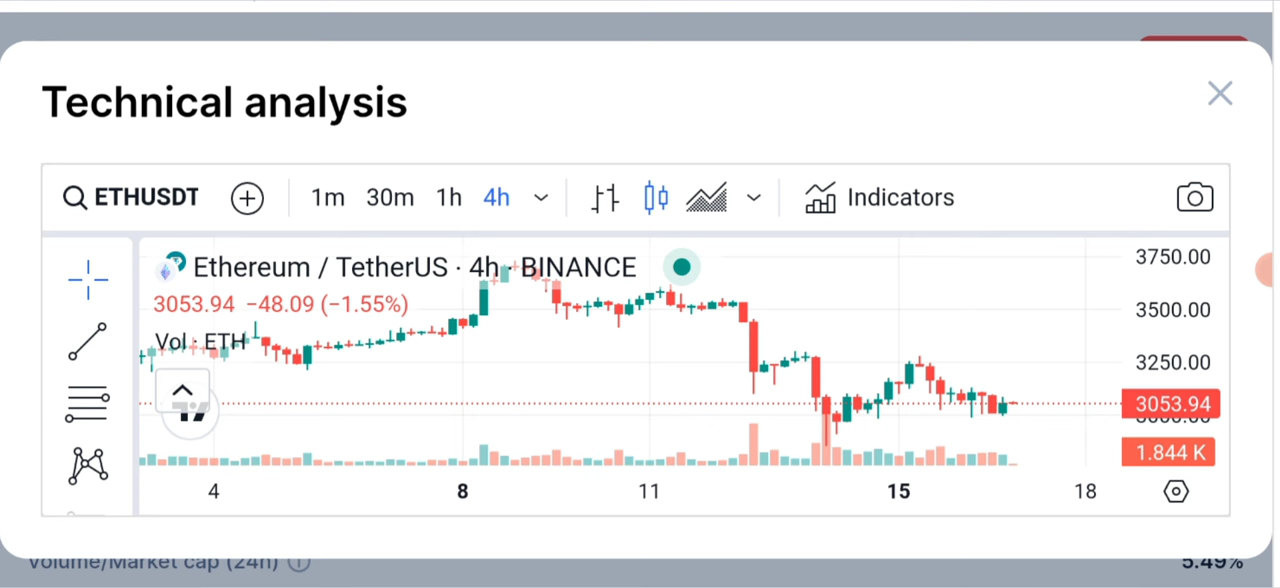 Technical analysis
ETHUSDT
1m 30m 1h 4h
Indicators
Ethereum / TetherUS · 4h · BINANCE
3053.94 −48.09 (−1.55%)
Vol · ETH
3750.00
3500.00
3250.00
3053.94
1.844 K
4 8 11 15 18
Volume/Market cap (24h)
5.49%